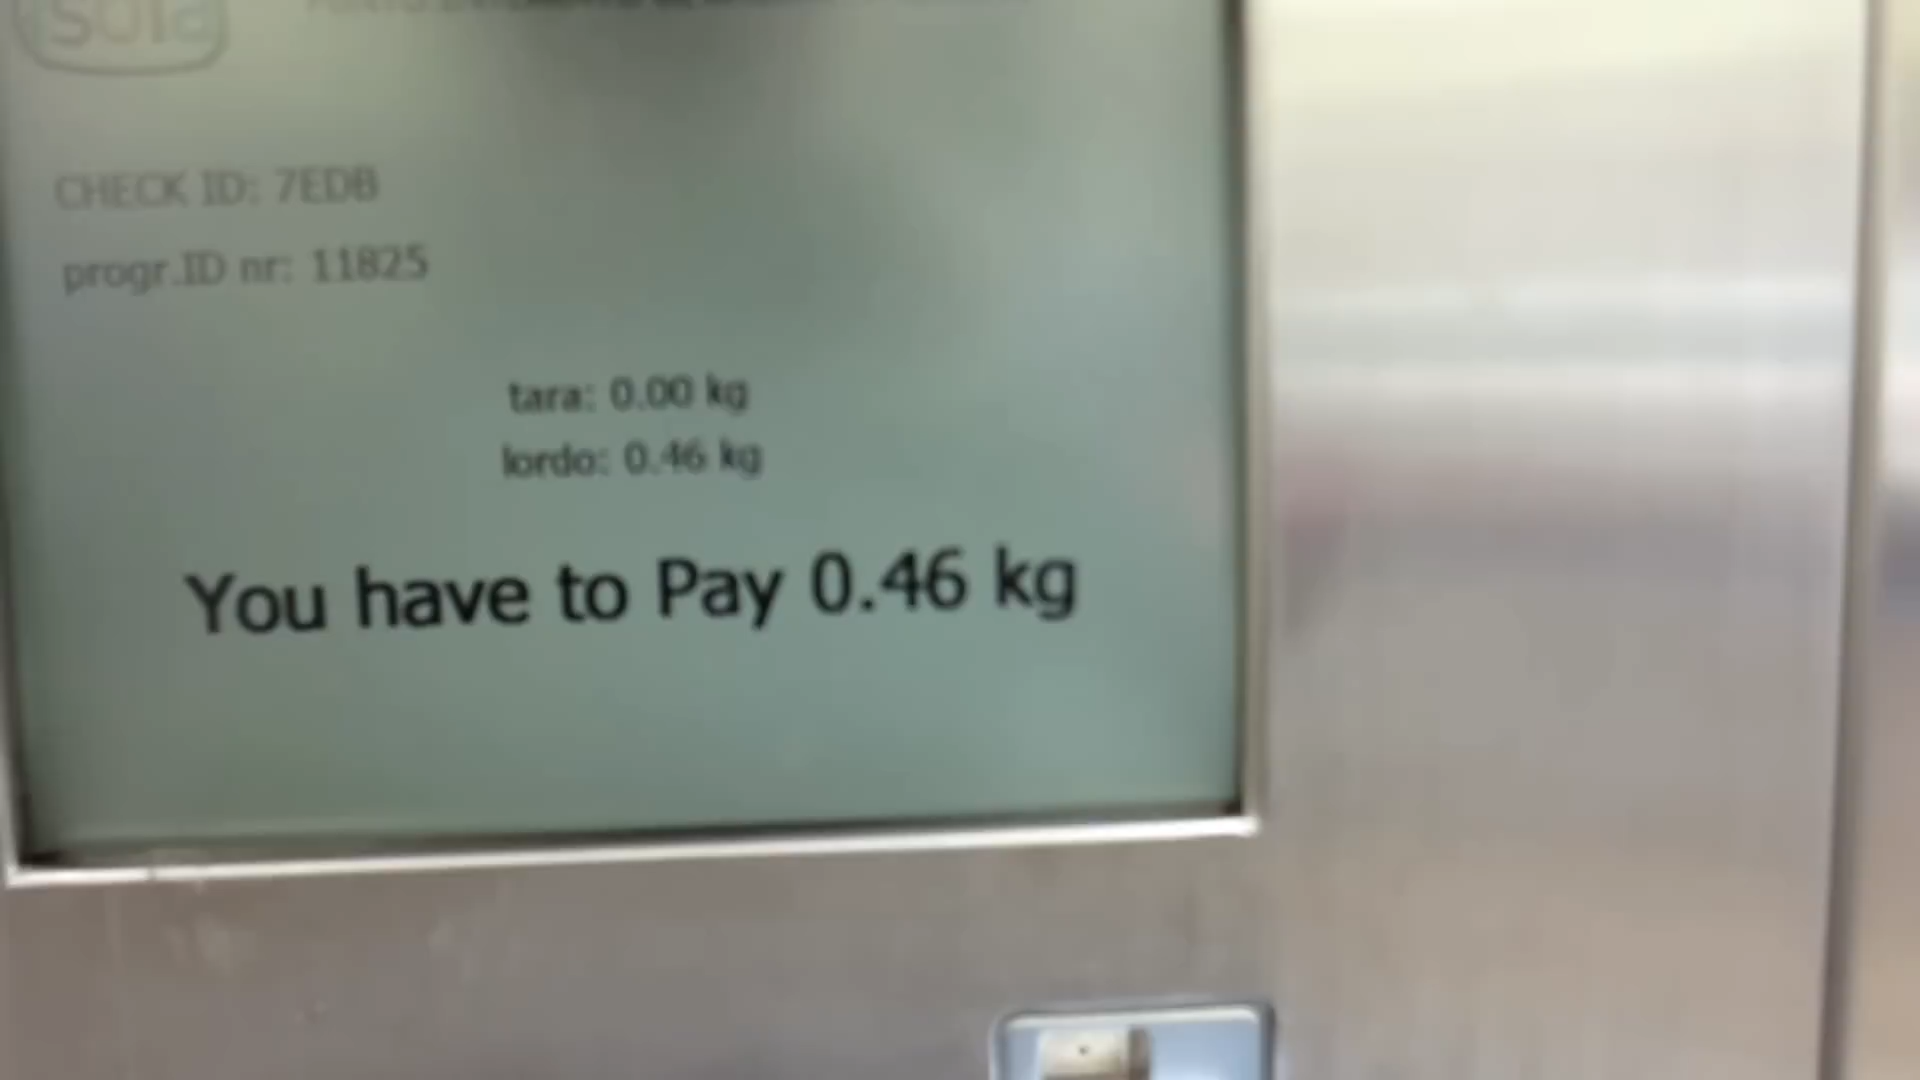 CHECK ID: 7EDB
progr.ID nr: 11825
tara: 0.00 kg
lordo: 0.46 kg
You have to Pay 0.46 kg